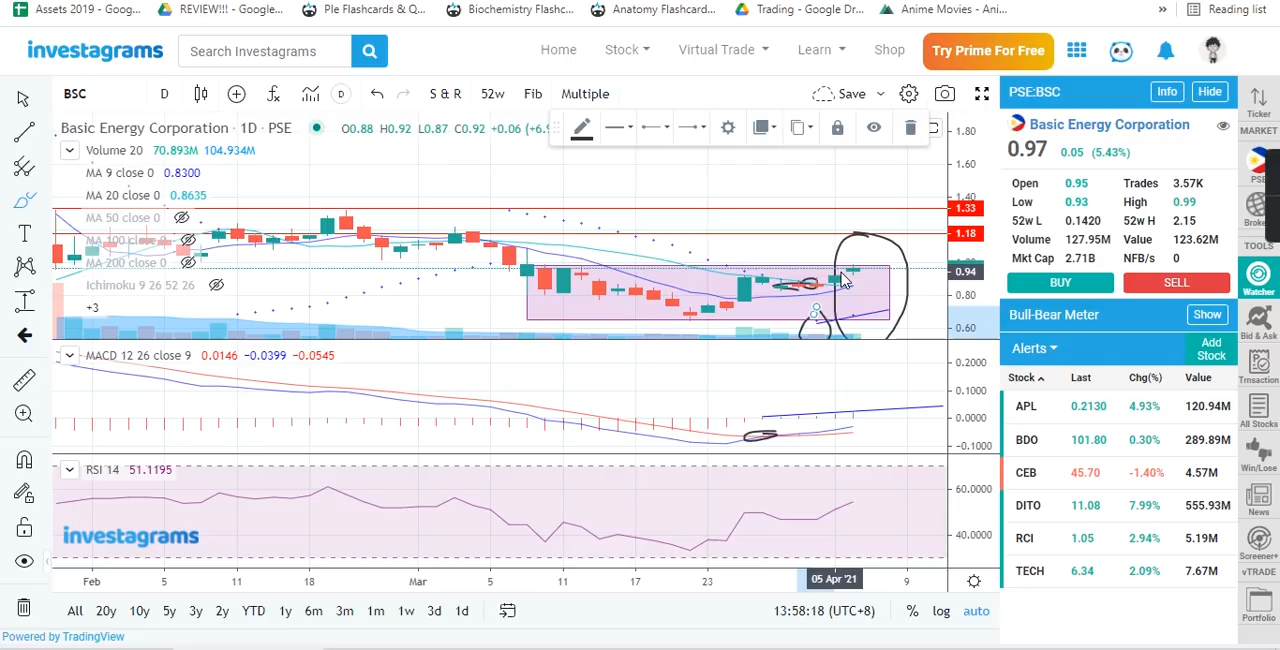 Assets 2019 - Goog...
REVIEW!!! - Google...
Ple Flashcards & Q...
Biochemistry Flashc...
Anatomy Flashcard...
Trading - Google Dr...
Anime Movies - Ani...
»
Reading list
investagrams
Search Investagrams
Home
Stock
Virtual Trade
Learn
Shop
Try Prime For Free
BSC
D
D
S & R
52w
Fib
Multiple
Save
PSE:BSC
Info
Hide
Ticker
Basic Energy Corporation · 1D · PSE
O0.88 H0.92 L0.87 C0.92 +0.06 (+6.9
Volume 20 70.893M 104.934M
MA 9 close 0 0.8300
MA 20 close 0 0.8635
MA 50 close 0
MA 100 close 0
MA 200 close 0
Ichimoku 9 26 52 26
+3
1.80
1.60
1.40
1.33
1.18
0.94
0.80
0.60
Basic Energy Corporation
0.97 0.05 (5.43%)
Open 0.95 Trades 3.57K
Low 0.93 High 0.99
52w L 0.1420 52w H 2.15
Volume 127.95M Value 123.62M
Mkt Cap 2.71B NFB/s 0
BUY
SELL
Bull-Bear Meter
Show
Alerts
Add
Stock
Stock Last Chg(%) Value
APL 0.2130 4.93% 120.94M
BDO 101.80 0.30% 289.89M
CEB 45.70 -1.40% 4.57M
DITO 11.08 7.99% 555.93M
RCI 1.05 2.94% 5.19M
TECH 6.34 2.09% 7.67M
MARKET
PSE
Broke
TOOLS
Watcher
Bid & Ask
All Stocks
Win/Lose
News
Screener+
vTRADE
Portfolio
MACD 12 26 close 9 0.0146 -0.0399 -0.0545
0.2000
0.1000
0.0000
-0.1000
RSI 14 51.1195
60.0000
40.0000
investagrams
Feb
5
11
18
Mar
5
11
17
23
05 Apr '21
9
All
20y
10y
5y
3y
2y
YTD
1y
6m
3m
1m
1w
3d
1d
13:58:18 (UTC+8)
%
log
auto
Powered by TradingView